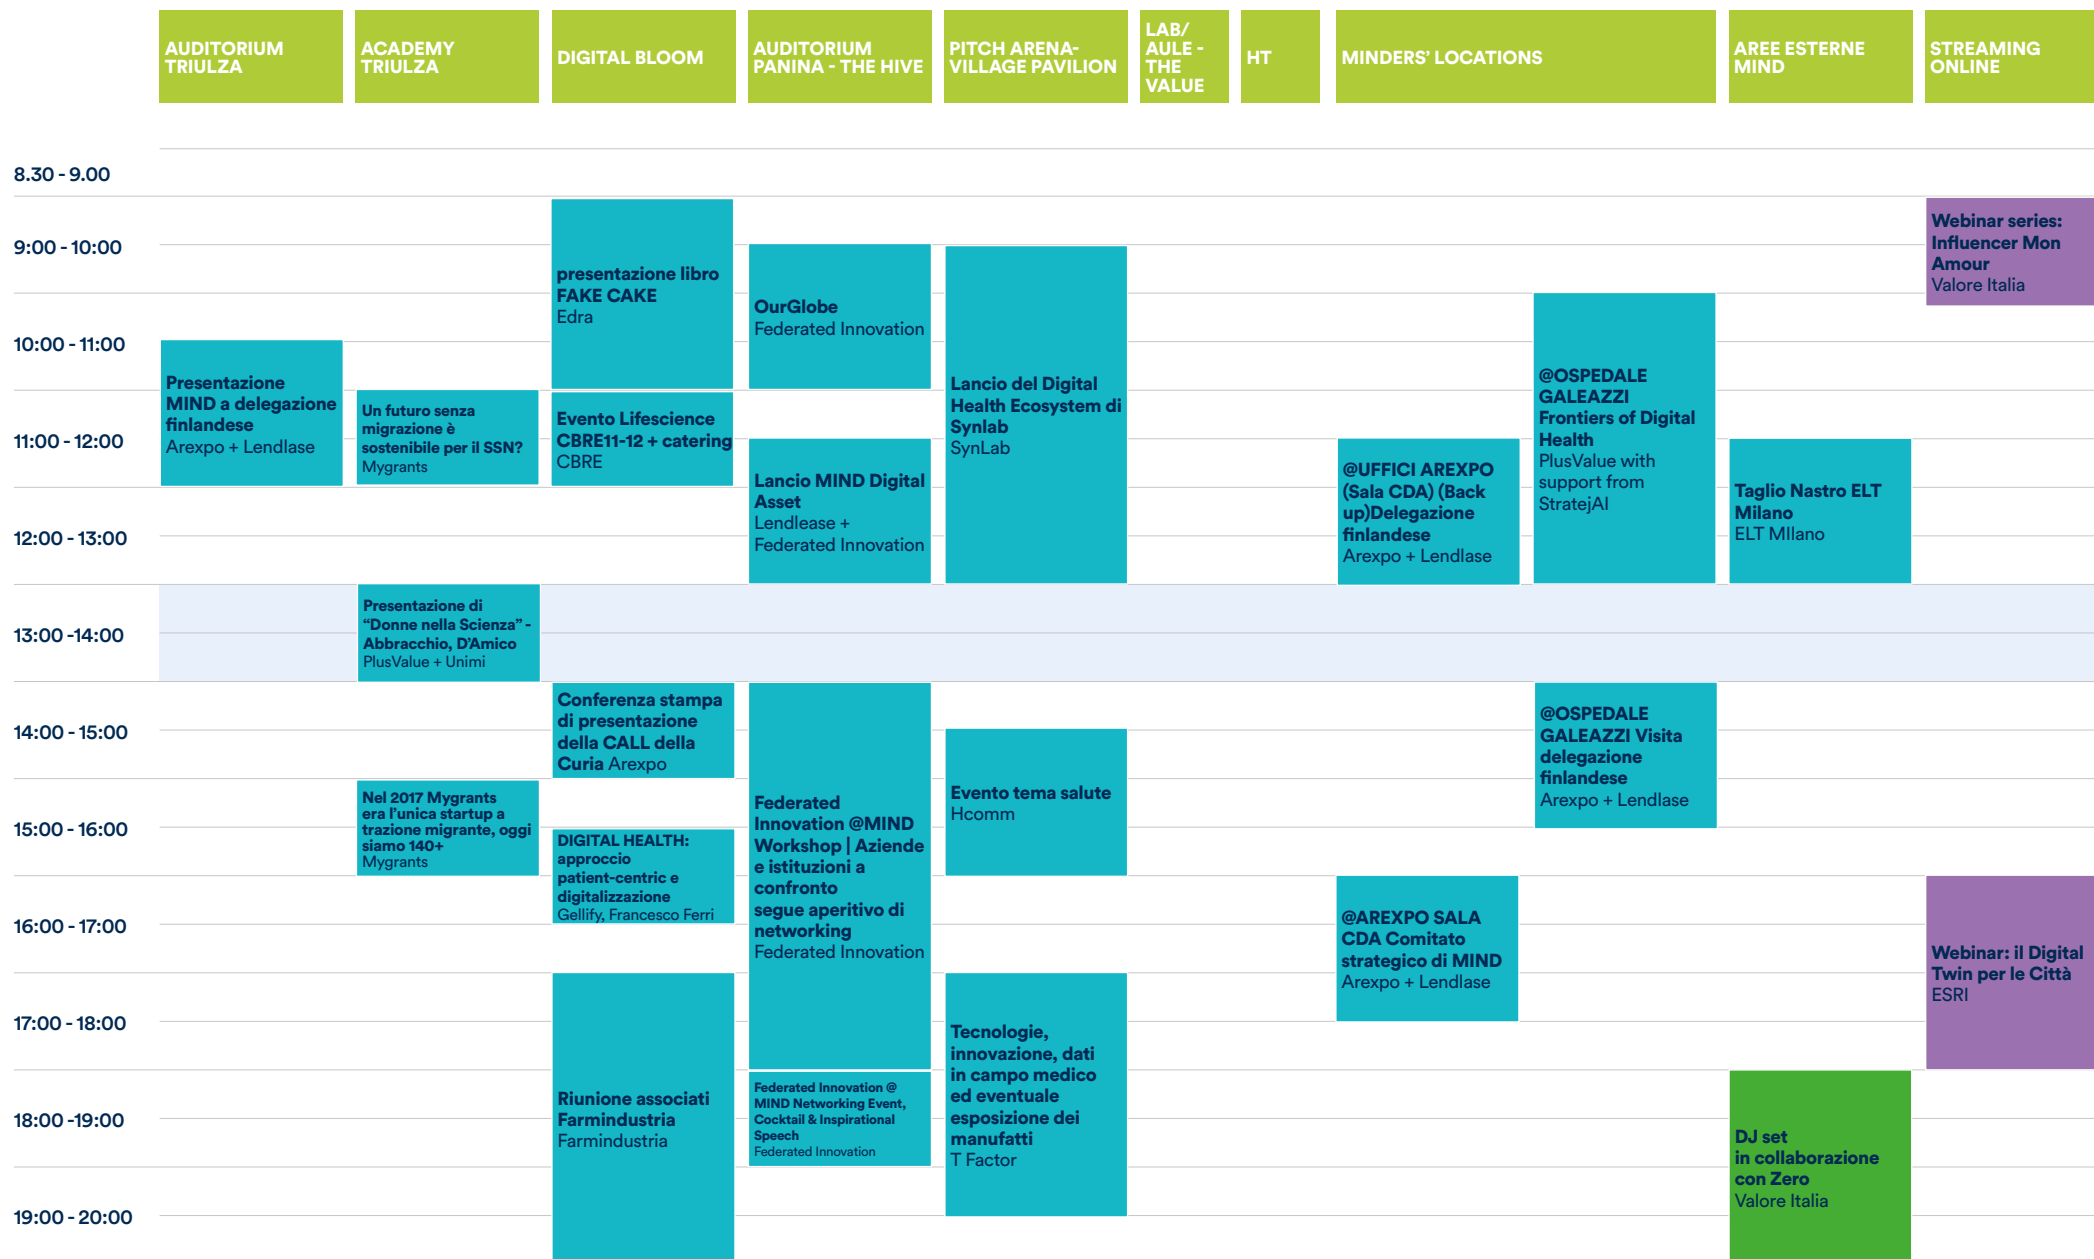 AUDITORIUM
TRIULZA
ACADEMY
TRIULZA
DIGITAL BLOOM
AUDITORIUM
PANINA - THE HIVE
PITCH ARENA-
VILLAGE PAVILION
LAB/
AULE -
THE
VALUE
HT
MINDERS' LOCATIONS
AREE ESTERNE
MIND
STREAMING
ONLINE
8.30 - 9.00
9:00 - 10:00
10:00 - 11:00
11:00 - 12:00
12:00 - 13:00
13:00 -14:00
14:00 - 15:00
15:00 - 16:00
16:00 - 17:00
17:00 - 18:00
18:00 -19:00
19:00 - 20:00
Presentazione
MIND a delegazione
finlandese
Arexpo + Lendlase
Un futuro senza
migrazione è
sostenibile per il SSN?
Mygrants
Presentazione di
“Donne nella Scienza” -
Abbracchio, D’Amico
PlusValue + Unimi
Nel 2017 Mygrants
era l’unica startup a
trazione migrante, oggi
siamo 140+
Mygrants
presentazione libro
FAKE CAKE
Edra
Evento Lifescience
CBRE11-12 + catering
CBRE
Conferenza stampa
di presentazione
della CALL della
Curia Arexpo
DIGITAL HEALTH:
approccio
patient-centric e
digitalizzazione
Gellify, Francesco Ferri
Riunione associati
Farmindustria
Farmindustria
OurGlobe
Federated Innovation
Lancio MIND Digital
Asset
Lendlease +
Federated Innovation
Federated
Innovation @MIND
Workshop | Aziende
e istituzioni a
confronto
segue aperitivo di
networking
Federated Innovation
Federated Innovation @
MIND Networking Event,
Cocktail & Inspirational
Speech
Federated Innovation
Lancio del Digital
Health Ecosystem di
Synlab
SynLab
Evento tema salute
Hcomm
Tecnologie,
innovazione, dati
in campo medico
ed eventuale
esposizione dei
manufatti
T Factor
@UFFICI AREXPO
(Sala CDA) (Back
up)Delegazione
finlandese
Arexpo + Lendlase
@AREXPO SALA
CDA Comitato
strategico di MIND
Arexpo + Lendlase
@OSPEDALE
GALEAZZI
Frontiers of Digital
Health
PlusValue with
support from
StratejAI
@OSPEDALE
GALEAZZI Visita
delegazione
finlandese
Arexpo + Lendlase
Taglio Nastro ELT
Milano
ELT MIlano
DJ set
in collaborazione
con Zero
Valore Italia
Webinar series:
Influencer Mon
Amour
Valore Italia
Webinar: il Digital
Twin per le Città
ESRI